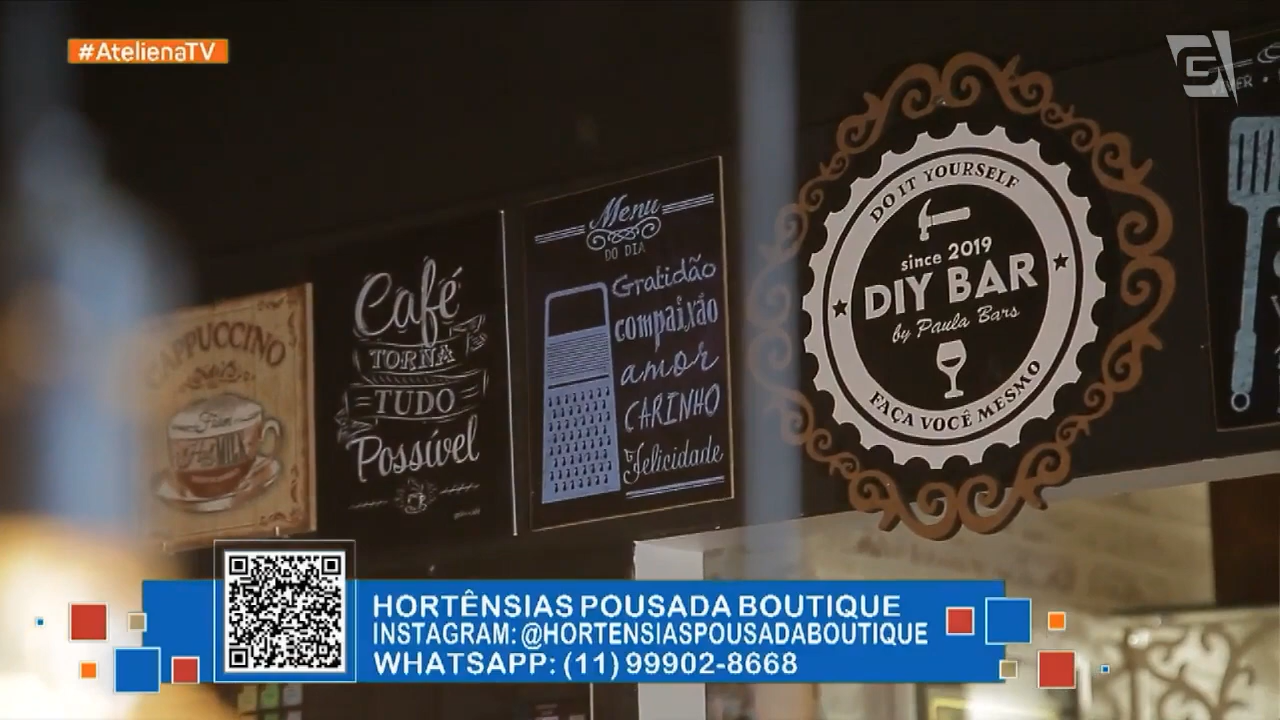 #AtelienaTV
CAPPUCCINO
Café
TORNA
TUDO
Possível
Menu
DO DIA
Gratidão
compaixão
amor
CARINHO
Felicidade
DO IT YOURSELF
since 2019
DIY BAR
by Paula Bars
FAÇA VOCÊ MESMO
HORTÊNSIAS POUSADA BOUTIQUE
INSTAGRAM: @HORTENSIASPOUSADABOUTIQUE
WHATSAPP: (11) 99902-8668